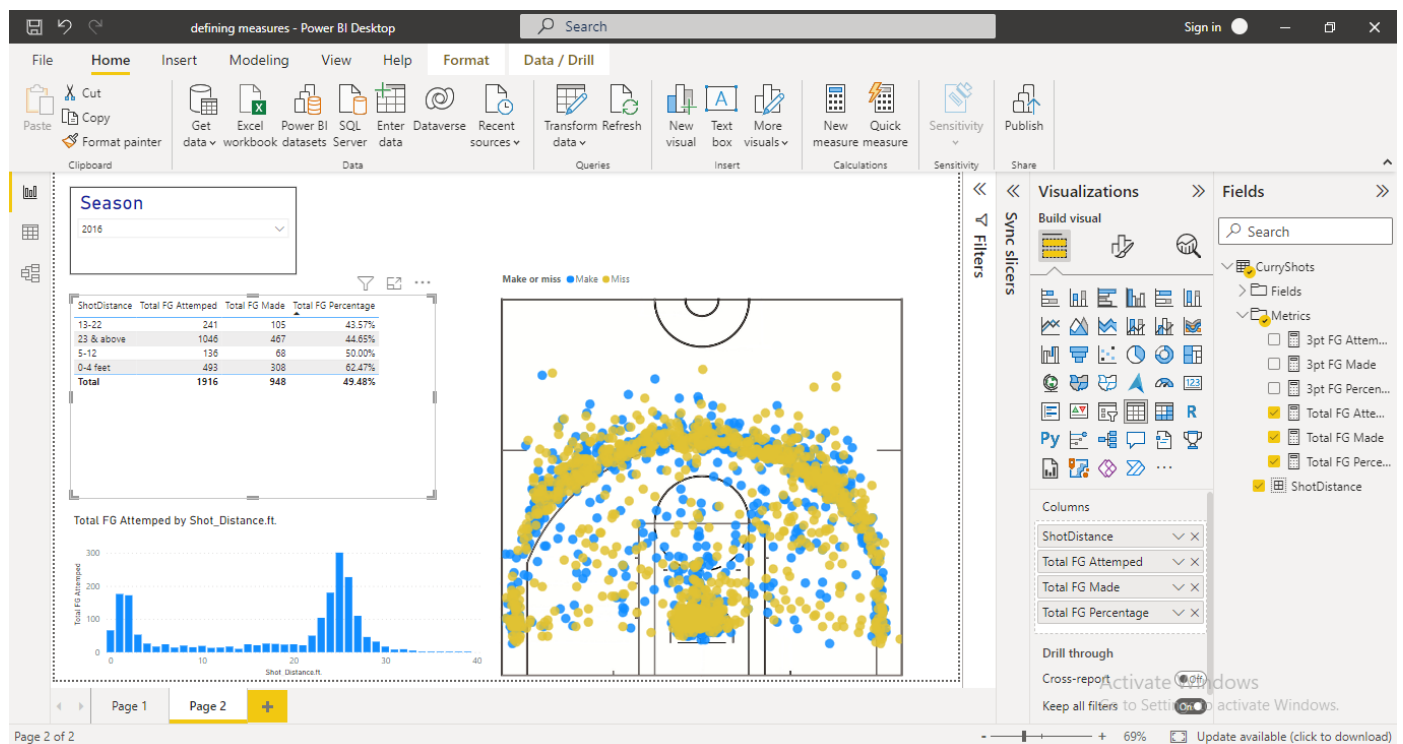 defining measures - Power BI Desktop
Search
Sign in
File Home Insert Modeling View Help Format Data / Drill
Paste
Cut
Copy
Format painter
Clipboard
Get data
Excel workbook
Power BI datasets
SQL Server
Enter data
Dataverse
Recent sources
Data
Transform data
Refresh
Queries
New visual
Text box
More visuals
Insert
New measure
Quick measure
Calculations
Sensitivity
Sensitivity
Publish
Share
Season
2016
ShotDistance Total FG Attemped Total FG Made Total FG Percentage
13-22 241 105 43.57%
23 & above 1046 467 44.65%
5-12 136 68 50.00%
0-4 feet 493 308 62.47%
Total 1916 948 49.48%
Total FG Attemped by Shot_Distance.ft.
Total FG Attemped
300
200
100
0
0 10 20 30 40
Shot_Distance.ft.
Make or miss Make Miss
Filters
Sync slicers
Visualizations
Build visual
123
R
Py
Columns
ShotDistance
Total FG Attemped
Total FG Made
Total FG Percentage
Drill through
Cross-report Off
Keep all filters On
Fields
Search
CurryShots
Fields
Metrics
3pt FG Attem...
3pt FG Made
3pt FG Percen...
Total FG Atte...
Total FG Made
Total FG Perce...
ShotDistance
Activate Windows
Go to Settings to activate Windows.
Page 1 Page 2
Page 2 of 2
- + 69% Update available (click to download)